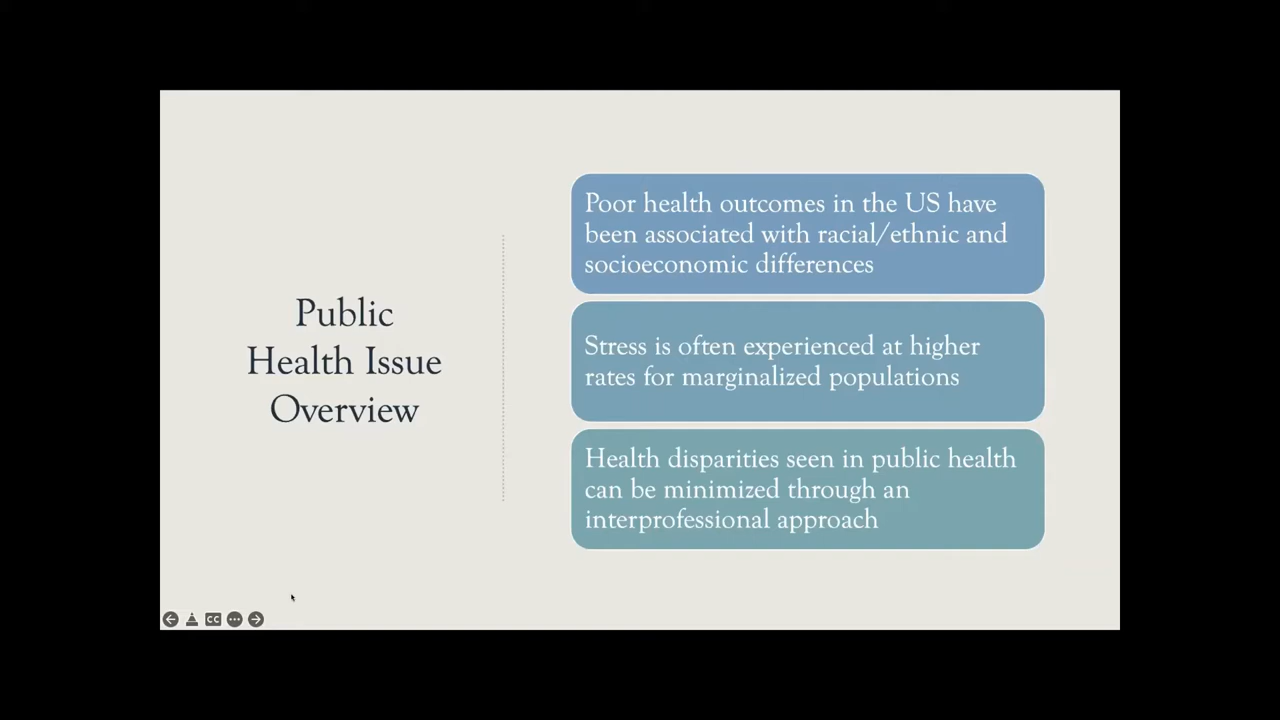 Public
Health Issue
Overview
Poor health outcomes in the US have
been associated with racial/ethnic and
socioeconomic differences
Stress is often experienced at higher
rates for marginalized populations
Health disparities seen in public health
can be minimized through an
interprofessional approach
CC